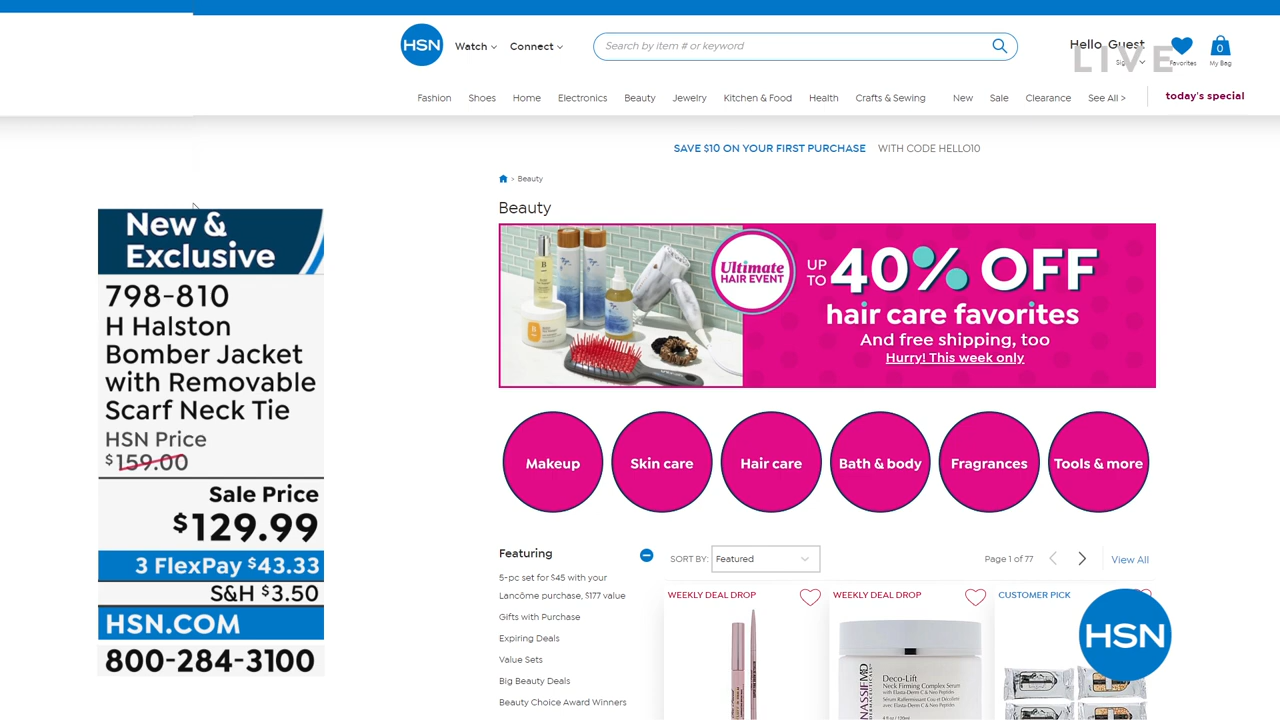 HSN
Watch
Connect
Search by item # or keyword
Hello, Guest
LIVE
Favorites
0
My Bag
Fashion
Shoes
Home
Electronics
Beauty
Jewelry
Kitchen & Food
Health
Crafts & Sewing
New
Sale
Clearance
See All >
today's special
SAVE $10 ON YOUR FIRST PURCHASE WITH CODE HELLO10
> Beauty
Beauty
Ultimate
HAIR EVENT
UP
TO
40% OFF
hair care favorites
And free shipping, too
Hurry! This week only
Makeup
Skin care
Hair care
Bath & body
Fragrances
Tools & more
New &
Exclusive
798-810
H Halston
Bomber Jacket
with Removable
Scarf Neck Tie
HSN Price
$159.00
Sale Price
$129.99
3 FlexPay $43.33
S&H $3.50
HSN.COM
800-284-3100
Featuring
5-pc set for $45 with your
Lancôme purchase, $177 value
Gifts with Purchase
Expiring Deals
Value Sets
Big Beauty Deals
Beauty Choice Award Winners
SORT BY:
Featured
Page 1 of 77
View All
WEEKLY DEAL DROP
WEEKLY DEAL DROP
CUSTOMER PICK
Deco-Lift
Neck Firming Complex Serum
with Elasta-Derm C & Neo Peptides
HSN